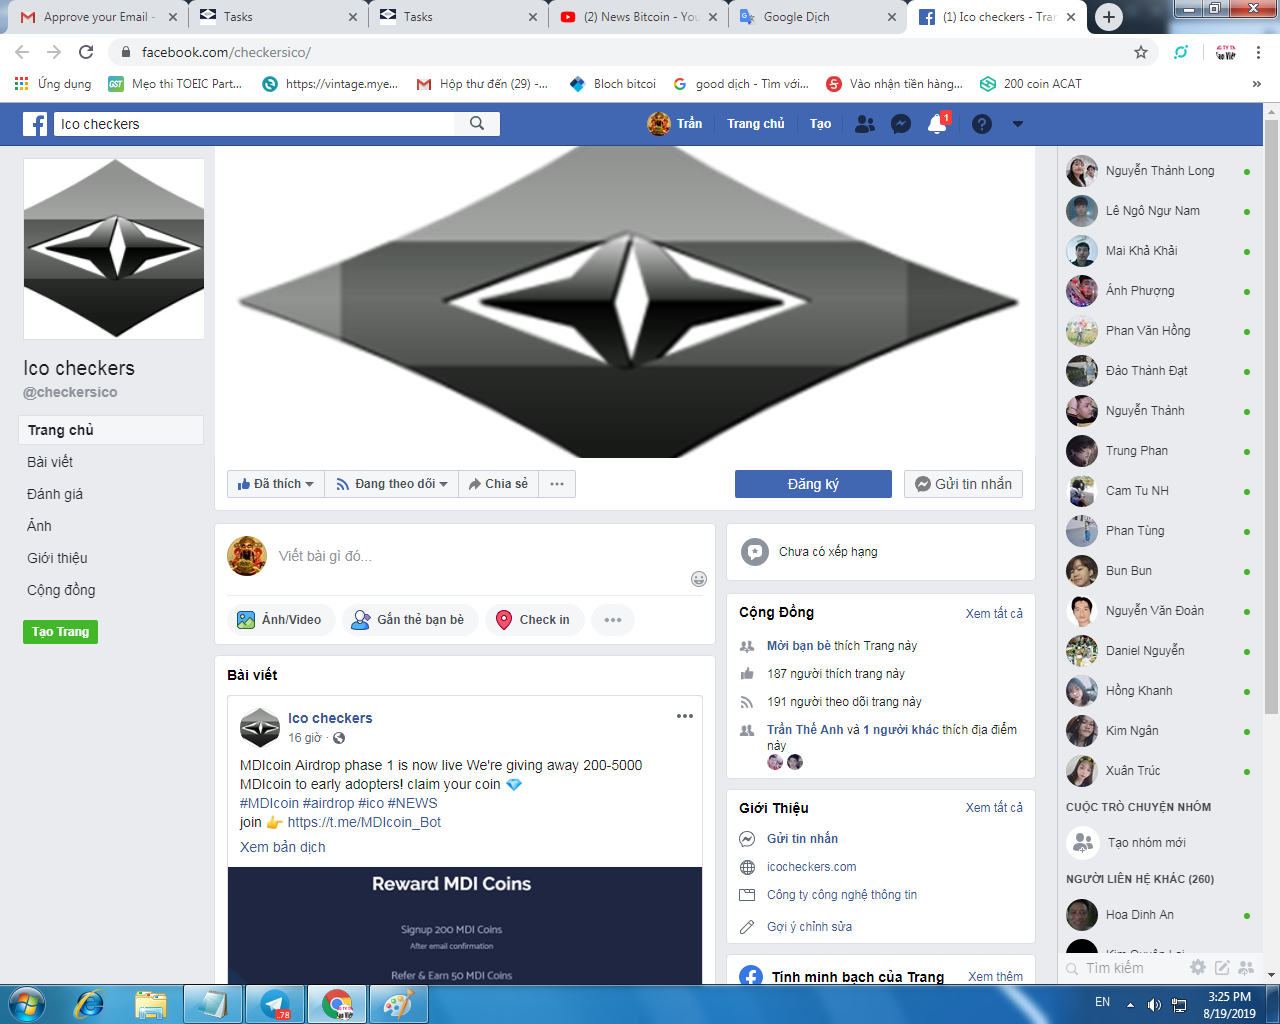 Approve your Email -
Tasks
Tasks
(2) News Bitcoin - You
Google Dịch
(1) Ico checkers - Tran
facebook.com/checkersico/
Ứng dụng
GST
Mẹo thi TOEIC Part...
https://vintage.mye...
Hộp thư đến (29) -...
Bloch bitcoi
good dịch - Tìm với...
Vào nhận tiền hàng...
200 coin ACAT
»
Ico checkers
Trần
Trang chủ
Tạo
1
Ico checkers
@checkersico
Trang chủ
Bài viết
Đánh giá
Ảnh
Giới thiệu
Cộng đồng
Tạo Trang
Đã thích
Đang theo dõi
Chia sẻ
Đăng ký
Gửi tin nhắn
Viết bài gì đó...
Ảnh/Video
Gắn thẻ bạn bè
Check in
Bài viết
Ico checkers
16 giờ ·
MDIcoin Airdrop phase 1 is now live We're giving away 200-5000
MDIcoin to early adopters! claim your coin 💎
#MDIcoin #airdrop #ico #NEWS
join 👉 https://t.me/MDIcoin_Bot
Xem bản dịch
Reward MDI Coins
Signup 200 MDI Coins
After email confirmation
Refer & Earn 50 MDI Coins
Chưa có xếp hạng
Cộng Đồng
Xem tất cả
Mời bạn bè thích Trang này
187 người thích trang này
191 người theo dõi trang này
Trần Thế Anh và 1 người khác thích địa điểm
này
Giới Thiệu
Xem tất cả
Gửi tin nhắn
icocheckers.com
Công ty công nghệ thông tin
Gợi ý chỉnh sửa
Tính minh bạch của Trang
Xem thêm
Nguyễn Thành Long
Lê Ngô Ngư Nam
Mai Khả Khải
Ánh Phượng
Phan Văn Hồng
Đào Thành Đạt
Nguyễn Thành
Trung Phan
Cam Tu NH
Phan Tùng
Bun Bun
Nguyễn Văn Đoàn
Daniel Nguyễn
Hồng Khanh
Kim Ngân
Xuân Trúc
CUỘC TRÒ CHUYỆN NHÓM
Tạo nhóm mới
NGƯỜI LIÊN HỆ KHÁC (260)
Hoa Dinh An
Tìm kiếm
78
EN
3:25 PM
8/19/2019